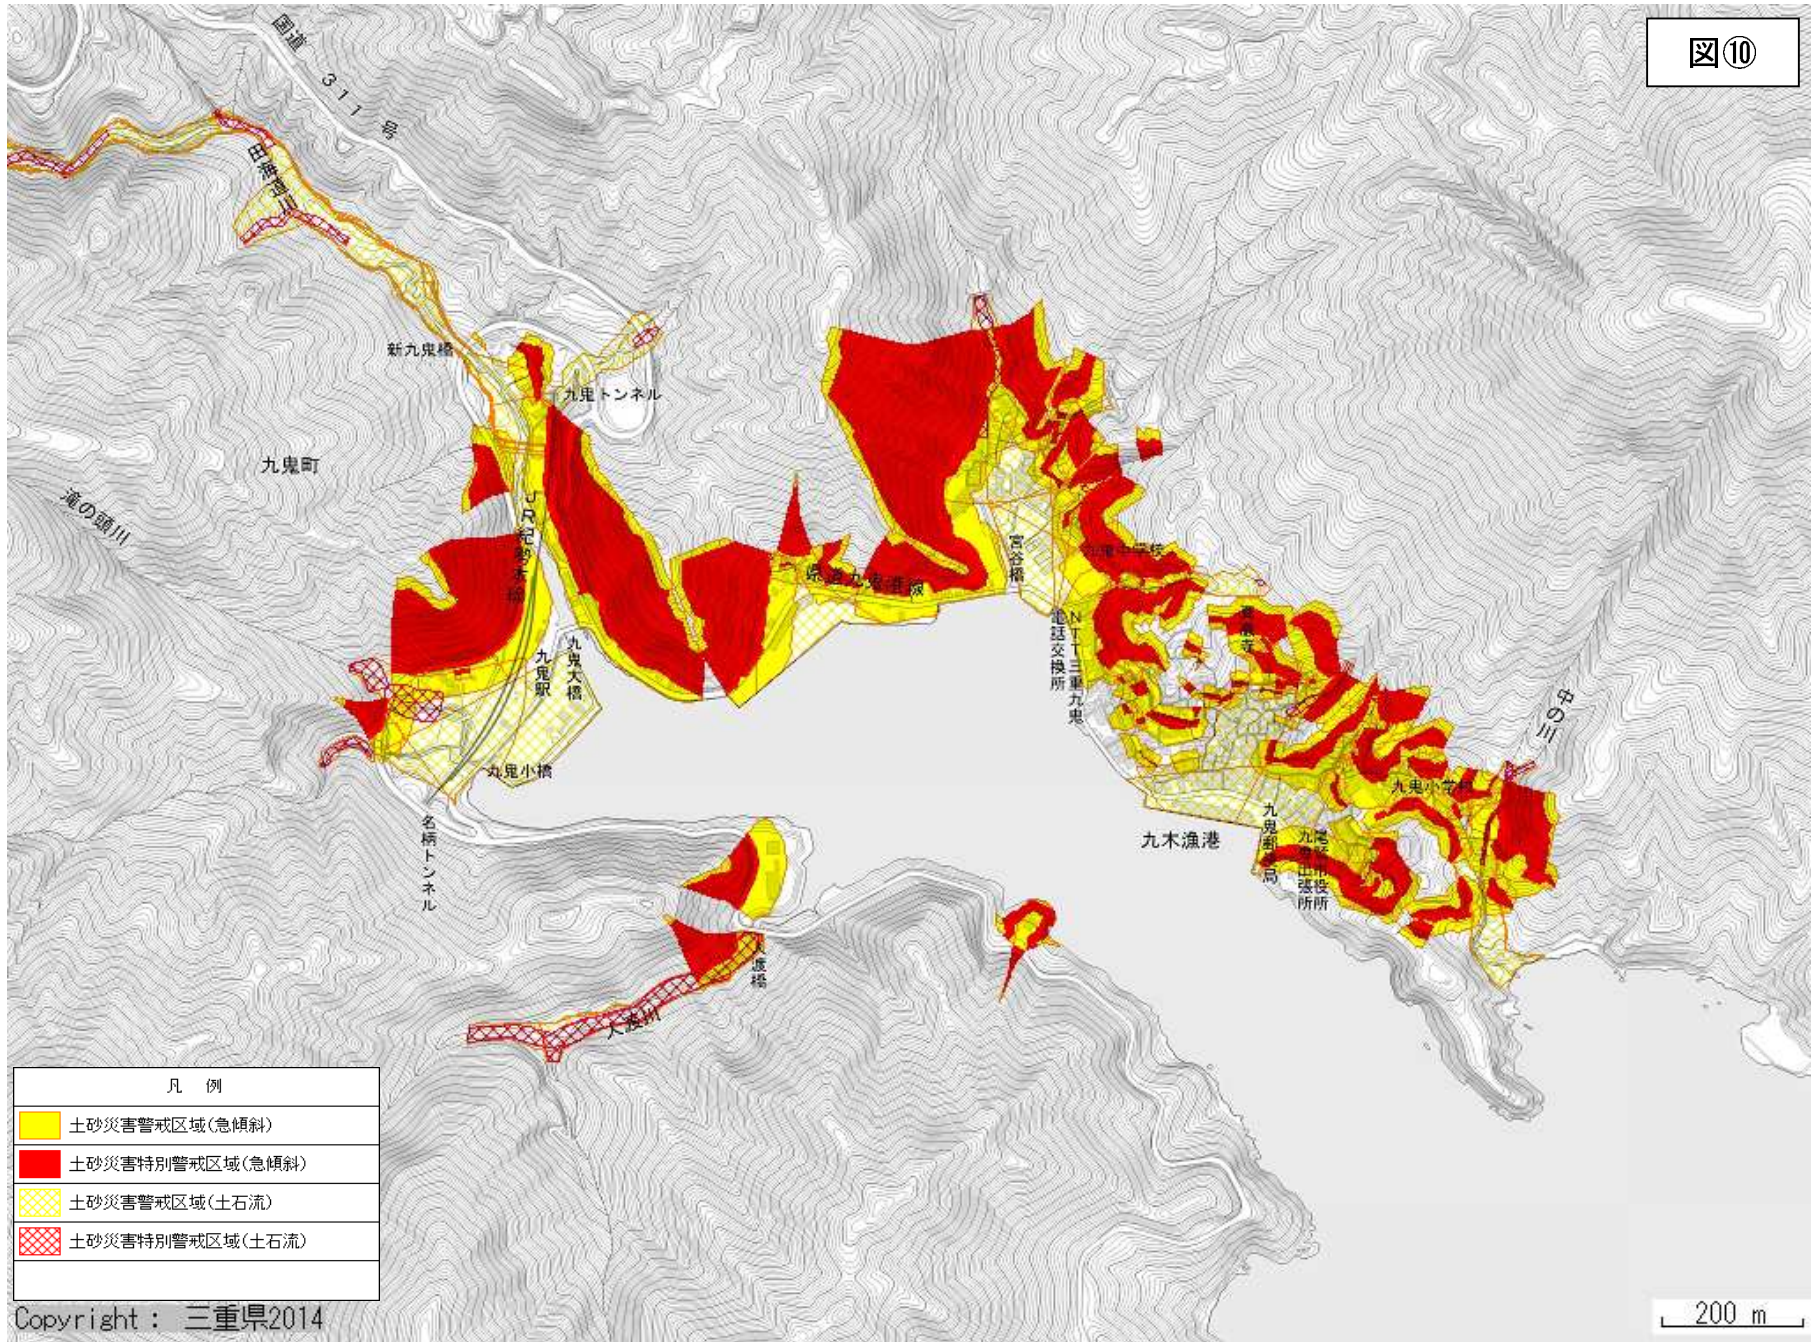 図⑩
国道311号
田海道川
新九鬼橋
九鬼トンネル
九鬼町
滝の頭川
JR紀勢本線
宮谷橋
九鬼中学校
県道九鬼港線
NTT三重九鬼
電話交換所
九鬼大橋
九鬼駅
九鬼小橋
中の川
九鬼小学校
九木漁港
九鬼郵便局
尾鷲市役所
九鬼出張所
名柄トンネル
人渡橋
人渡川
凡 例
土砂災害警戒区域(急傾斜)
土砂災害特別警戒区域(急傾斜)
土砂災害警戒区域(土石流)
土砂災害特別警戒区域(土石流)
Copyright : 三重県2014
200 m